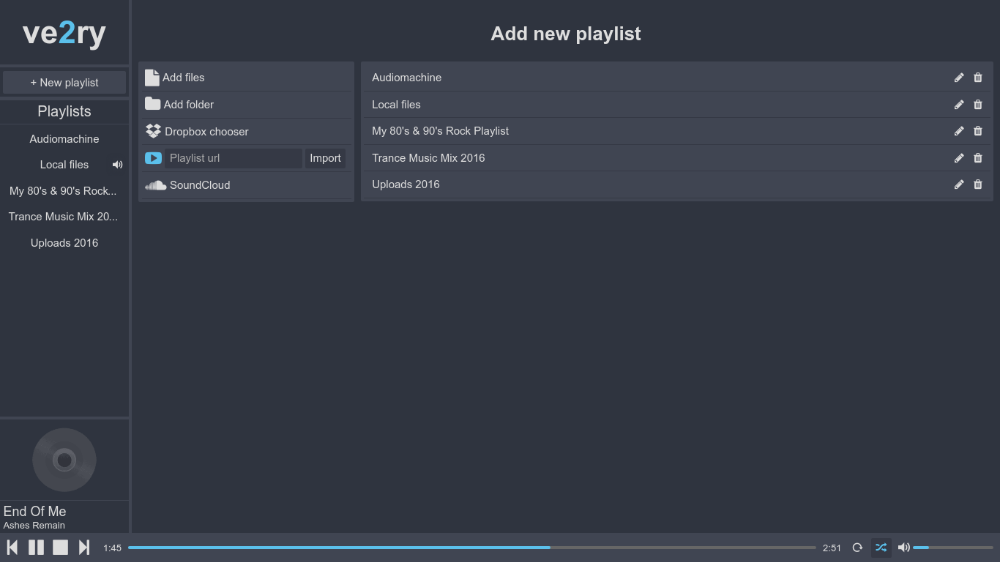 ve2ry
+ New playlist
Playlists
Audiomachine
Local files
My 80's & 90's Rock...
Trance Music Mix 20...
Uploads 2016
End Of Me
Ashes Remain
Add new playlist
Add files
Add folder
Dropbox chooser
Playlist url Import
SoundCloud
Audiomachine
Local files
My 80's & 90's Rock Playlist
Trance Music Mix 2016
Uploads 2016
1:45 2:51